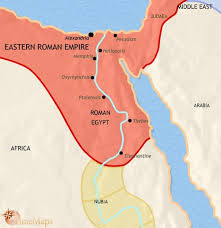 MIDDLE EAST
JUDAEA
Alexandria
Pelusium
EASTERN ROMAN EMPIRE
Heliopolis
Memphis
Oxyrhynchus
Ptolemais
ROMAN
EGYPT
ARABIA
Thebes
AFRICA
Elephantine
NUBIA
TimeMaps